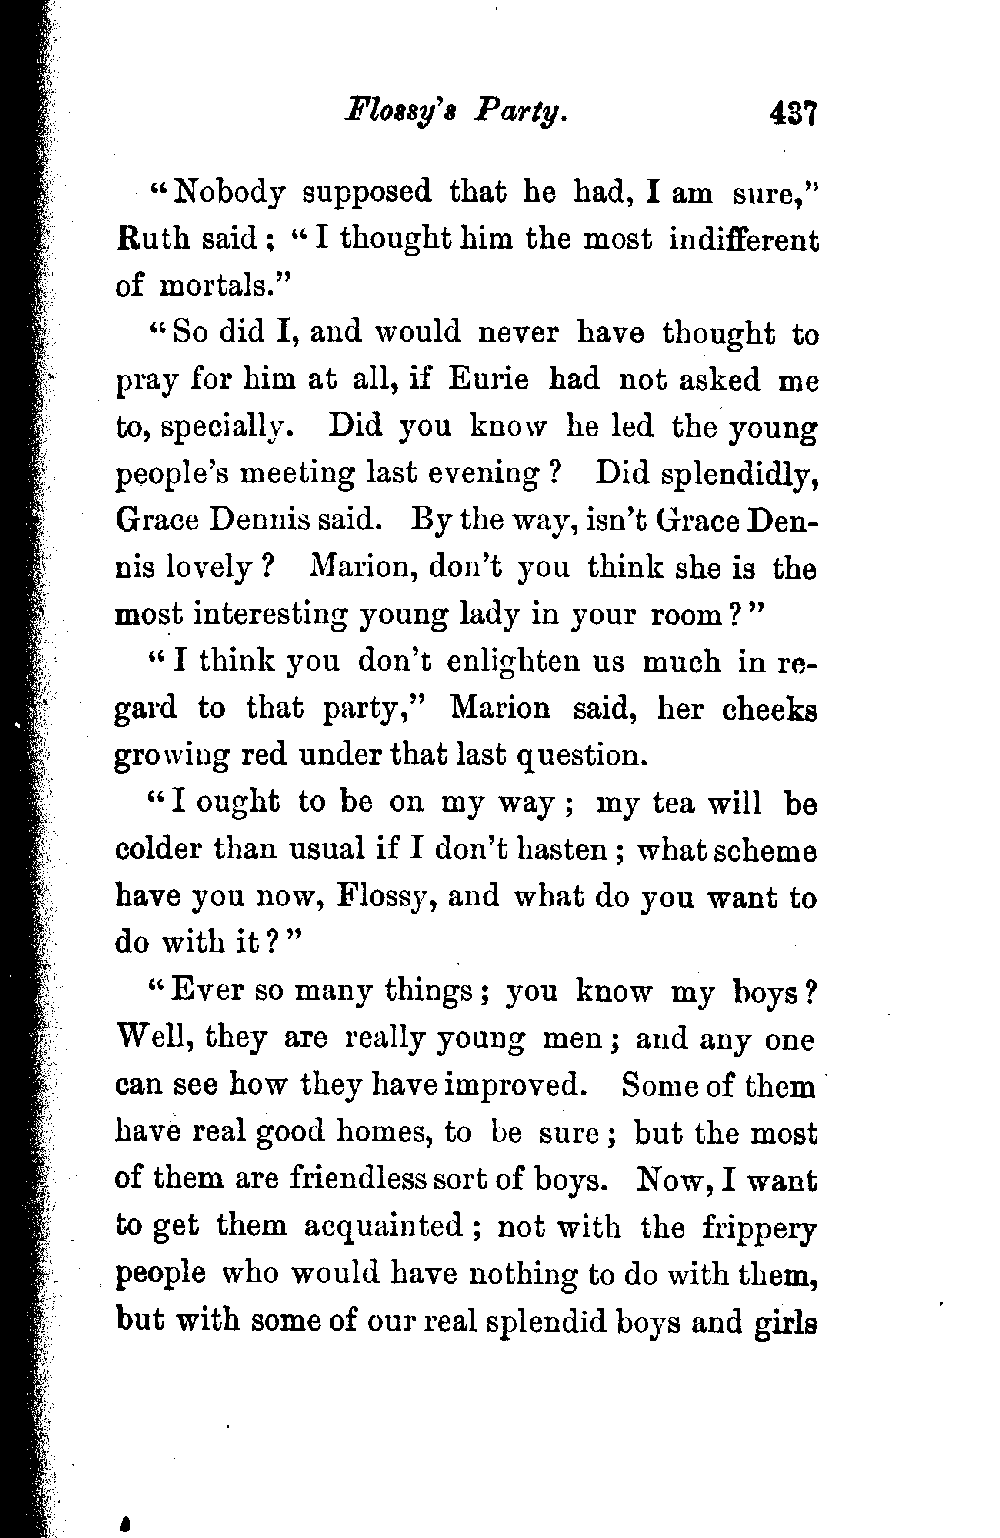 Flossy's Party. 437
"Nobody supposed that he had, I am sure,"
Ruth said; "I thought him the most indifferent
of mortals."
"So did I, and would never have thought to
pray for him at all, if Eurie had not asked me
to, specially. Did you know he led the young
people's meeting last evening? Did splendidly,
Grace Dennis said. By the way, isn't Grace Den-
nis lovely? Marion, don't you think she is the
most interesting young lady in your room?"
"I think you don't enlighten us much in re-
gard to that party," Marion said, her cheeks
growing red under that last question.
"I ought to be on my way; my tea will be
colder than usual if I don't hasten; what scheme
have you now, Flossy, and what do you want to
do with it?"
"Ever so many things; you know my boys?
Well, they are really young men; and any one
can see how they have improved. Some of them
have real good homes, to be sure; but the most
of them are friendless sort of boys. Now, I want
to get them acquainted; not with the frippery
people who would have nothing to do with them,
but with some of our real splendid boys and girls